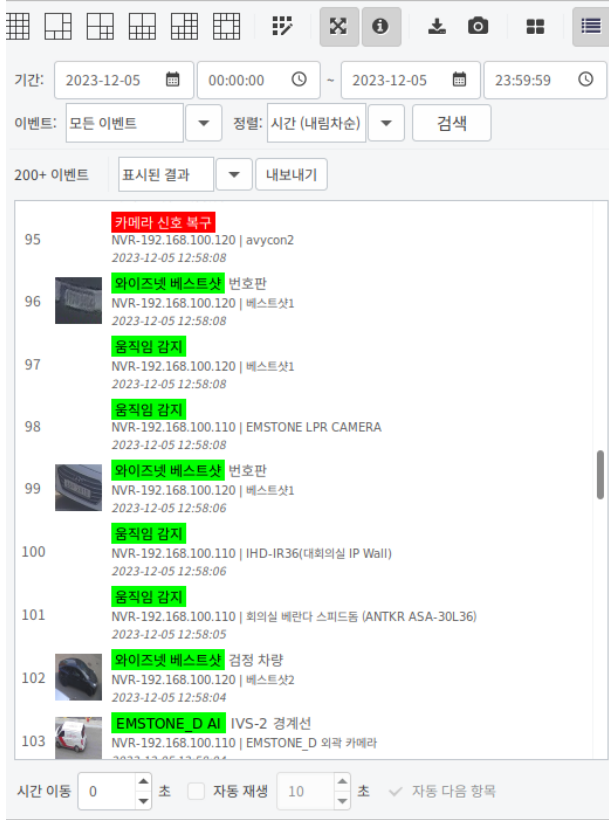 기간: 2023-12-05 00:00:00 ~ 2023-12-05 23:59:59
이벤트: 모든 이벤트 정렬: 시간 (내림차순) 검색
200+ 이벤트 표시된 결과 내보내기
카메라 신호 복구
95 NVR-192.168.100.120 | avycon2
2023-12-05 12:58:08
와이즈넷 베스트샷 번호판
96 NVR-192.168.100.120 | 베스트샷1
2023-12-05 12:58:08
움직임 감지
97 NVR-192.168.100.120 | 베스트샷1
2023-12-05 12:58:08
움직임 감지
98 NVR-192.168.100.110 | EMSTONE LPR CAMERA
2023-12-05 12:58:08
와이즈넷 베스트샷 번호판
99 NVR-192.168.100.120 | 베스트샷1
2023-12-05 12:58:06
움직임 감지
100 NVR-192.168.100.110 | IHD-IR36(대회의실 IP Wall)
2023-12-05 12:58:06
움직임 감지
101 NVR-192.168.100.110 | 회의실 베란다 스피드돔 (ANTKR ASA-30L36)
2023-12-05 12:58:05
와이즈넷 베스트샷 검정 차량
102 NVR-192.168.100.120 | 베스트샷2
2023-12-05 12:58:04
EMSTONE_D AI IVS-2 경계선
103 NVR-192.168.100.110 | EMSTONE_D 외곽 카메라
시간 이동 0 초 자동 재생 10 초 자동 다음 항목